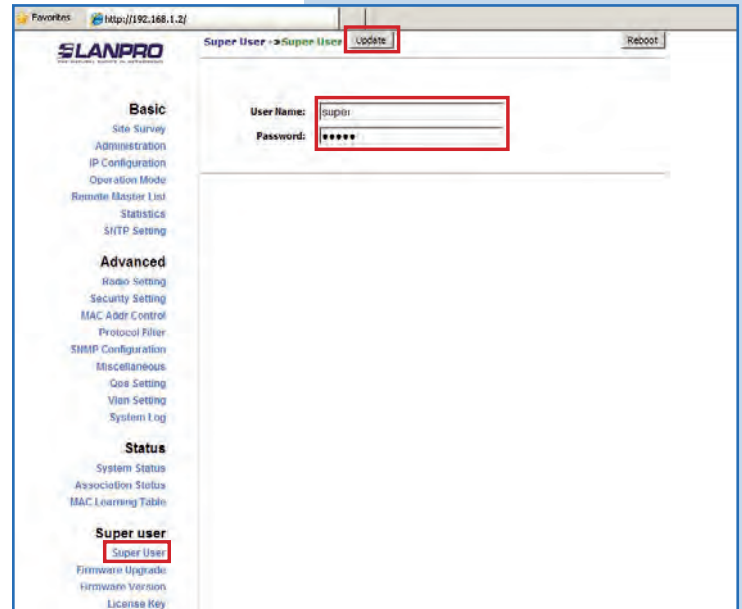 Favorites http://192.168.1.2/
SLANPRO
Super User->Super User Update Reboot
User Name: super
Password: •••••
Basic
Site Survey
Administration
IP Configuration
Operation Mode
Remote Master List
Statistics
SNTP Setting
Advanced
Radio Setting
Security Setting
MAC Addr Control
Protocol Filter
SNMP Configuration
Miscellaneous
Qos Setting
Vlan Setting
System Log
Status
System Status
Association Status
MAC Learning Table
Super user
Super User
Firmware Upgrade
Firmware Version
License Key